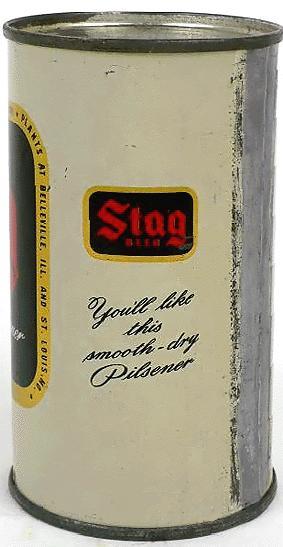 PLANTS AT BELLEVILLE, ILL. AND ST. LOUIS, MO.
Stag
BEER
You'll like
this
smooth-dry
Pilsener